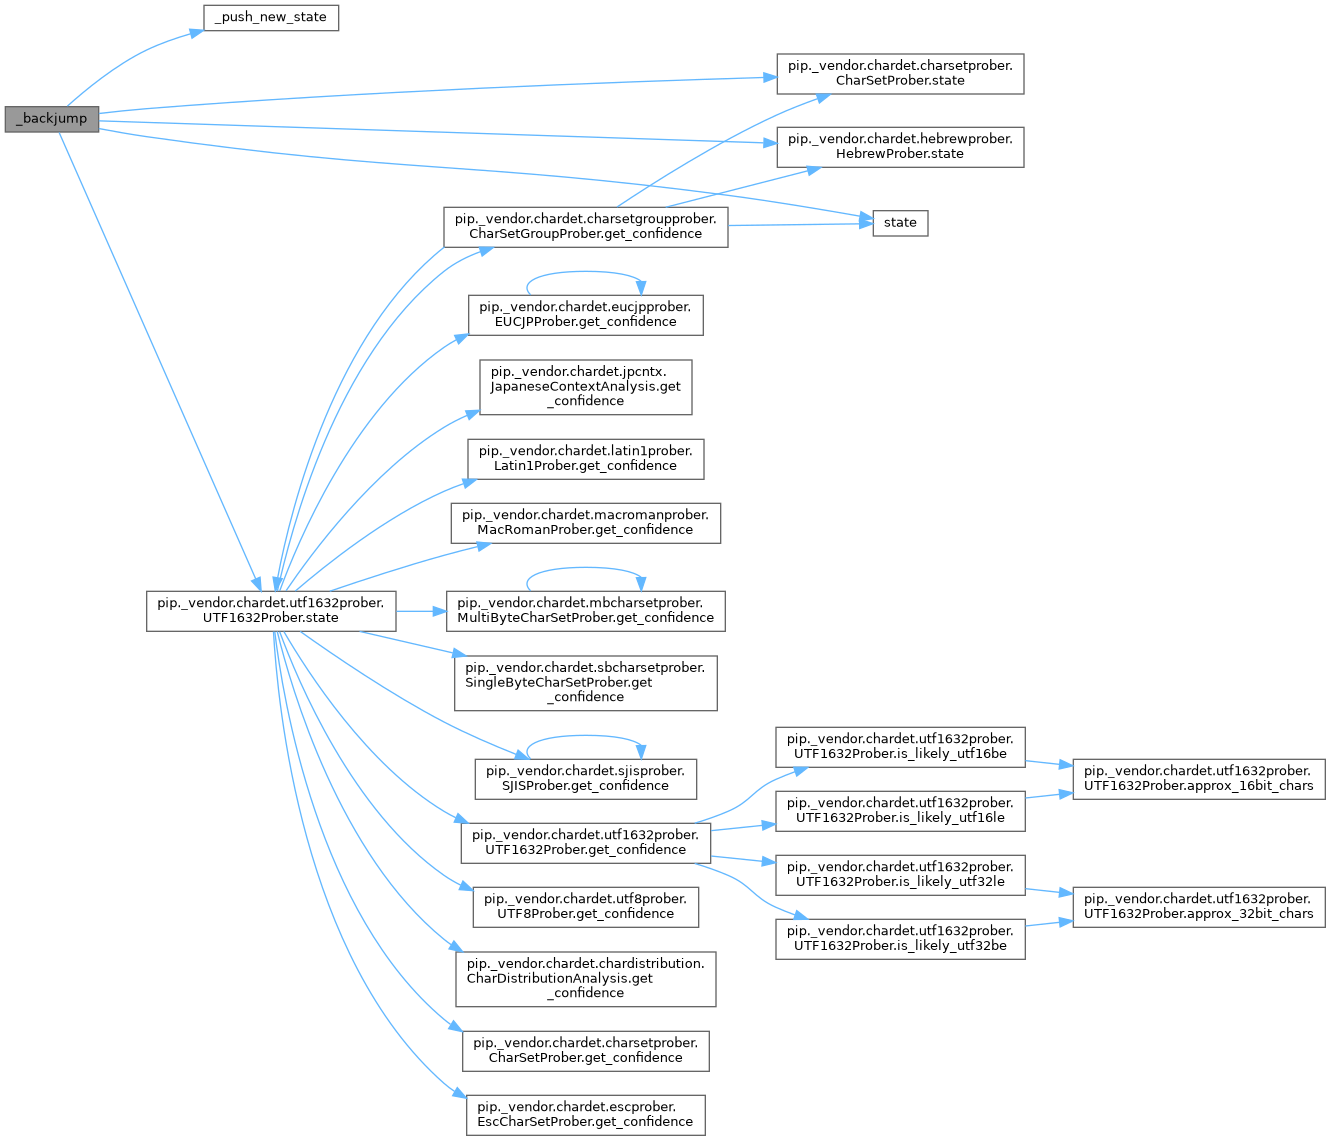 _push_new_state
pip._vendor.chardet.charsetprober.
CharSetProber.state
_backjump
pip._vendor.chardet.hebrewprober.
HebrewProber.state
pip._vendor.chardet.charsetgroupprober.
CharSetGroupProber.get_confidence
state
pip._vendor.chardet.eucjpprober.
EUCJPProber.get_confidence
pip._vendor.chardet.jpcntx.
JapaneseContextAnalysis.get
_confidence
pip._vendor.chardet.latin1prober.
Latin1Prober.get_confidence
pip._vendor.chardet.macromanprober.
MacRomanProber.get_confidence
pip._vendor.chardet.utf1632prober.
UTF1632Prober.state
pip._vendor.chardet.mbcharsetprober.
MultiByteCharSetProber.get_confidence
pip._vendor.chardet.sbcharsetprober.
SingleByteCharSetProber.get
_confidence
pip._vendor.chardet.sjisprober.
SJISProber.get_confidence
pip._vendor.chardet.utf1632prober.
UTF1632Prober.get_confidence
pip._vendor.chardet.utf1632prober.
UTF1632Prober.is_likely_utf16be
pip._vendor.chardet.utf1632prober.
UTF1632Prober.is_likely_utf16le
pip._vendor.chardet.utf1632prober.
UTF1632Prober.approx_16bit_chars
pip._vendor.chardet.utf1632prober.
UTF1632Prober.is_likely_utf32le
pip._vendor.chardet.utf1632prober.
UTF1632Prober.is_likely_utf32be
pip._vendor.chardet.utf1632prober.
UTF1632Prober.approx_32bit_chars
pip._vendor.chardet.utf8prober.
UTF8Prober.get_confidence
pip._vendor.chardet.chardistribution.
CharDistributionAnalysis.get
_confidence
pip._vendor.chardet.charsetprober.
CharSetProber.get_confidence
pip._vendor.chardet.escprober.
EscCharSetProber.get_confidence